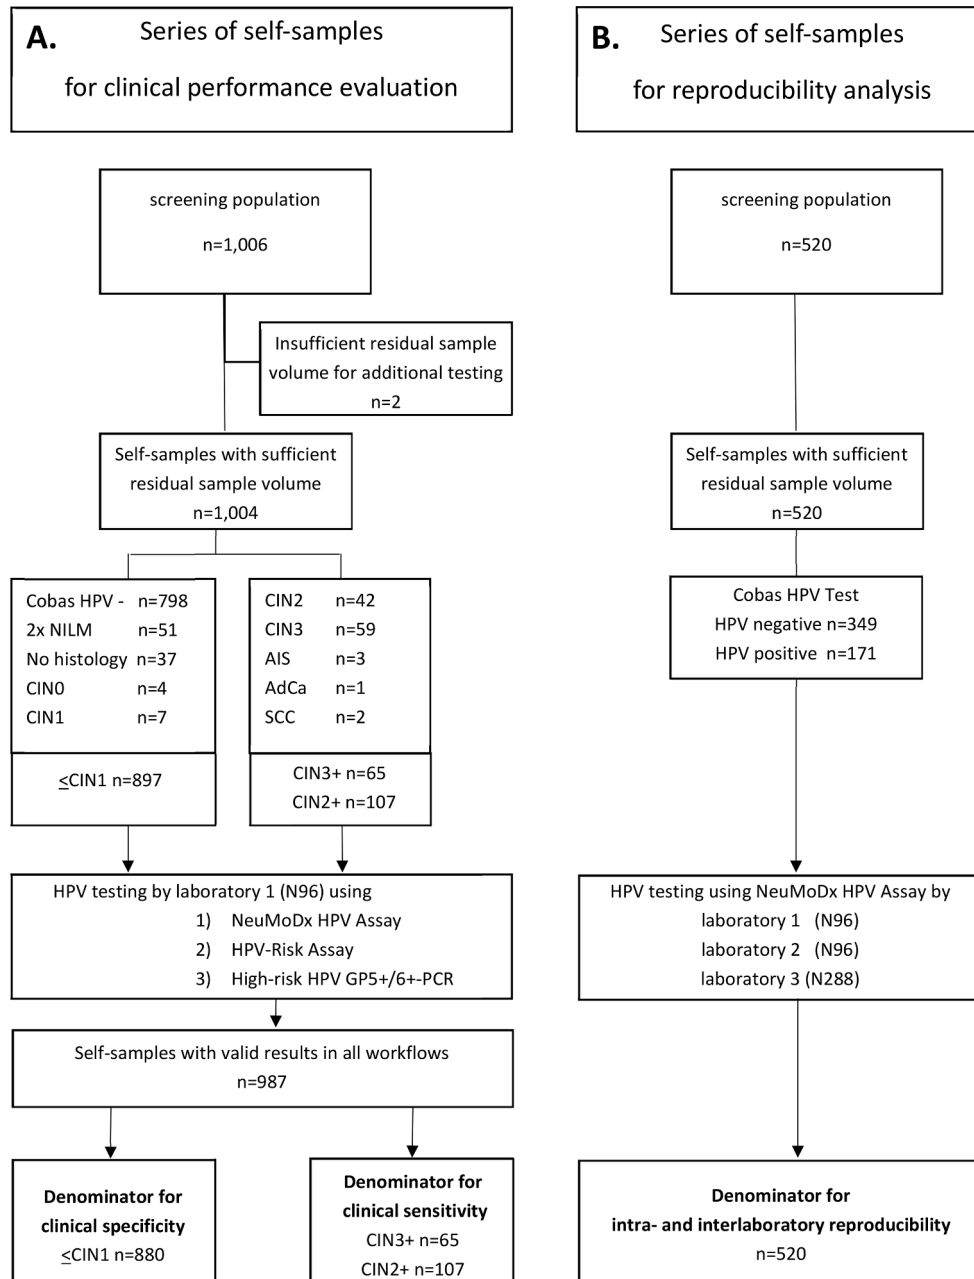 A.
Series of self-samples
for clinical performance evaluation
screening population
n=1,006
Insufficient residual sample
volume for additional testing
n=2
Self-samples with sufficient
residual sample volume
n=1,004
Cobas HPV - n=798
2x NILM n=51
No histology n=37
CIN0 n=4
CIN1 n=7
≤CIN1 n=897
CIN2 n=42
CIN3 n=59
AIS n=3
AdCa n=1
SCC n=2
CIN3+ n=65
CIN2+ n=107
HPV testing by laboratory 1 (N96) using
1) NeuMoDx HPV Assay
2) HPV-Risk Assay
3) High-risk HPV GP5+/6+-PCR
Self-samples with valid results in all workflows
n=987
Denominator for
clinical specificity
≤CIN1 n=880
Denominator for
clinical sensitivity
CIN3+ n=65
CIN2+ n=107
B.
Series of self-samples
for reproducibility analysis
screening population
n=520
Self-samples with sufficient
residual sample volume
n=520
Cobas HPV Test
HPV negative n=349
HPV positive n=171
HPV testing using NeuMoDx HPV Assay by
laboratory 1 (N96)
laboratory 2 (N96)
laboratory 3 (N288)
Denominator for
intra- and interlaboratory reproducibility
n=520